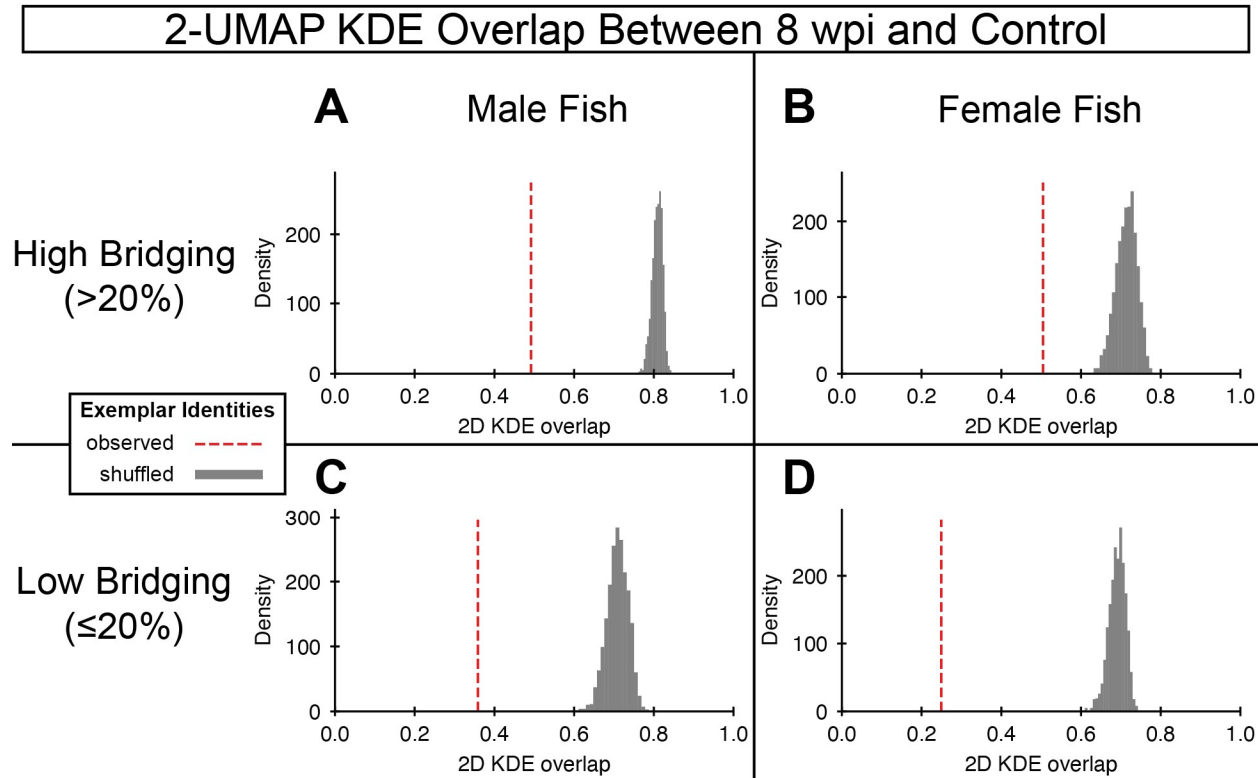 2-UMAP KDE Overlap Between 8 wpi and Control
A
Male Fish
B
Female Fish
High Bridging
(>20%)
Density
200
100
0
0.0 0.2 0.4 0.6 0.8 1.0
2D KDE overlap
Density
200
100
0
0.0 0.2 0.4 0.6 0.8 1.0
2D KDE overlap
Exemplar Identities
observed
shuffled
C
D
Low Bridging
(≤20%)
Density
300
200
100
0
0.0 0.2 0.4 0.6 0.8 1.0
2D KDE overlap
Density
200
100
0
0.0 0.2 0.4 0.6 0.8 1.0
2D KDE overlap